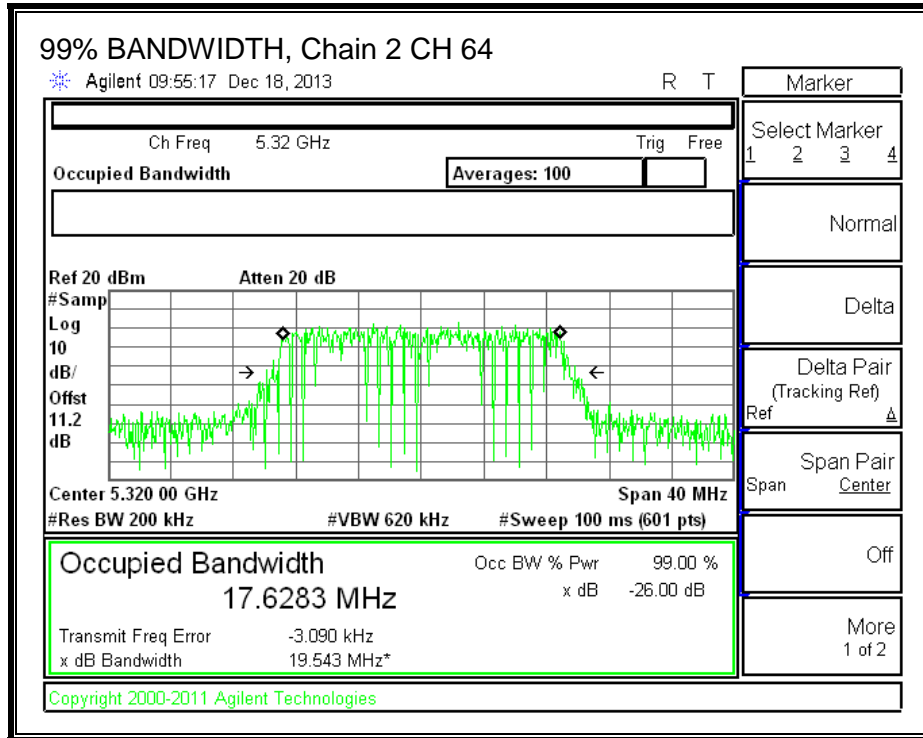 99% BANDWIDTH, Chain 2 CH 64
Agilent 09:55:17 Dec 18, 2013 R T
Ch Freq 5.32 GHz Trig Free
Occupied Bandwidth Averages: 100
Ref 20 dBm Atten 20 dB
#Samp
Log
10
dB/
Offst
11.2
dB
Center 5.320 00 GHz Span 40 MHz
#Res BW 200 kHz #VBW 620 kHz #Sweep 100 ms (601 pts)
Occupied Bandwidth Occ BW % Pwr 99.00 %
17.6283 MHz x dB -26.00 dB
Transmit Freq Error -3.090 kHz
x dB Bandwidth 19.543 MHz*
Copyright 2000-2011 Agilent Technologies
Marker
Select Marker
1 2 3 4
Normal
Delta
Delta Pair
(Tracking Ref)
Ref Δ
Span Pair
Span Center
Off
More
1 of 2